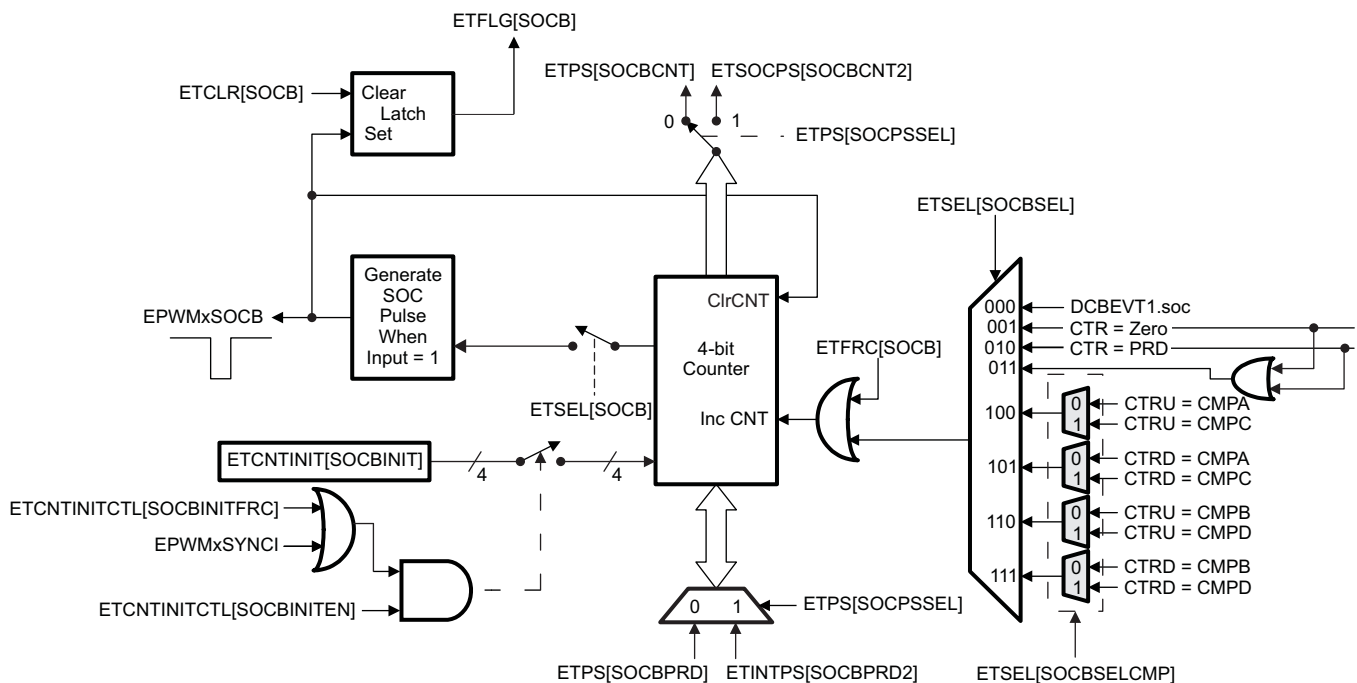 ETFLG[SOCB]
ETPS[SOCBCNT] ETSOCPS[SOCBCNT2]
ETCLR[SOCB]
Clear
Latch
Set
0 1
ETPS[SOCPSSEL]
ETSEL[SOCBSEL]
Generate
SOC
Pulse
When
Input = 1
EPWMxSOCB
ClrCNT
4-bit
Counter
Inc CNT
ETSEL[SOCB]
ETFRC[SOCB]
000 DCBEVT1.soc
001 CTR = Zero
010 CTR = PRD
011
100
0 CTRU = CMPA
1 CTRU = CMPC
101
0 CTRD = CMPA
1 CTRD = CMPC
110
0 CTRU = CMPB
1 CTRU = CMPD
111
0 CTRD = CMPB
1 CTRD = CMPD
ETCNTINIT[SOCBINIT]
4 4
ETCNTINITCTL[SOCBINITFRC]
EPWMxSYNCI
ETCNTINITCTL[SOCBINITEN]
0 1
ETPS[SOCPSSEL]
ETPS[SOCBPRD] ETINTPS[SOCBPRD2]
ETSEL[SOCBSELCMP]